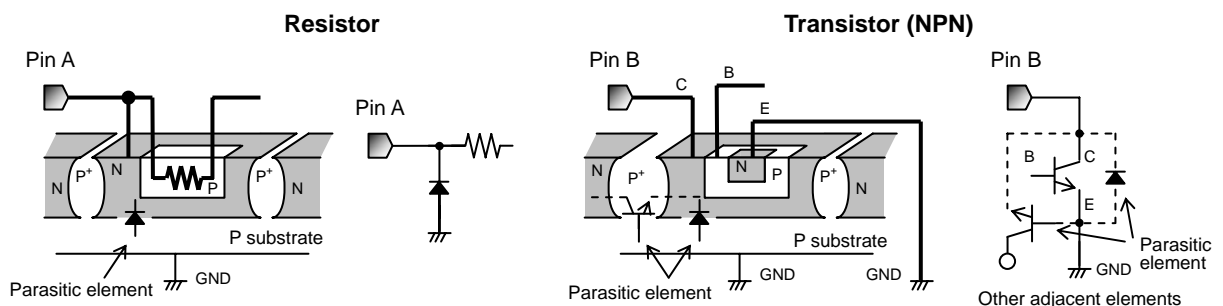 Resistor
Transistor (NPN)
Pin A
Pin A
N
P+
N
P
P+
N
P substrate
Parasitic element
GND
Pin B
C
B
E
N
P+
N
N
P
P+
N
P substrate
Parasitic element
GND
GND
Pin B
B
C
E
GND
Parasitic
element
Other adjacent elements